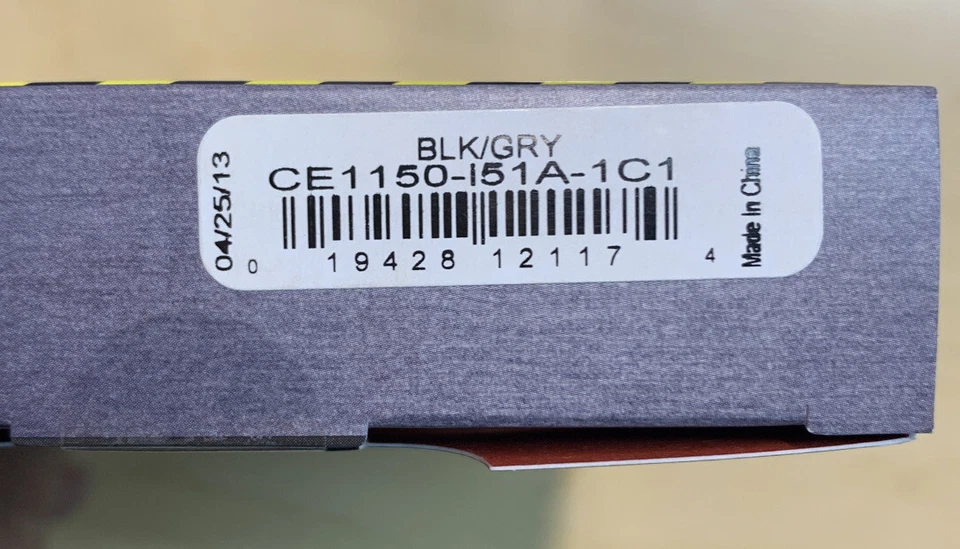 BLK/GRY
CE1150-I51A-1C1
0 19428 12117 4
04/25/13
Made In China